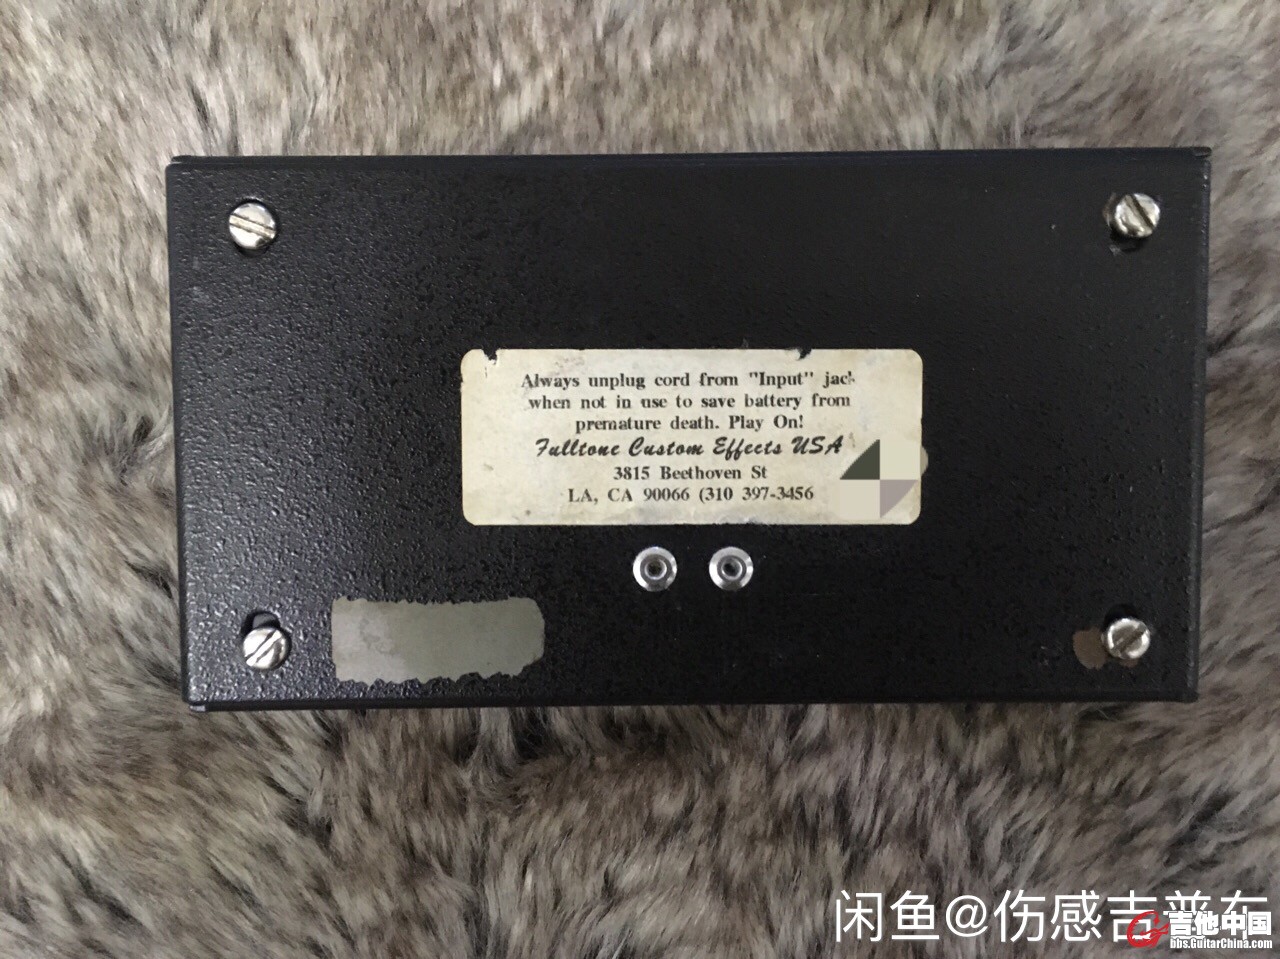 Always unplug cord from "Input" jack
when not in use to save battery from
premature death. Play On!
Fulltone Custom Effects USA
3815 Beethoven St
LA, CA 90066 (310 397-3456
闲鱼@伤感吉普车
吉他中国
bbs.GuitarChina.com